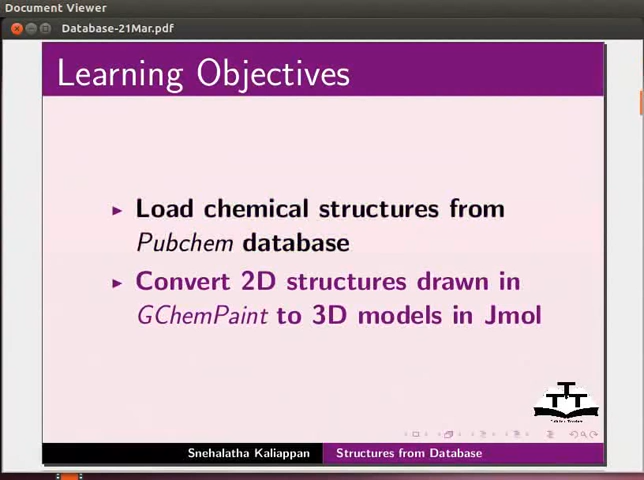 Document Viewer
Database-21Mar.pdf
Learning Objectives
Load chemical structures from
Pubchem database
Convert 2D structures drawn in
GChemPaint to 3D models in Jmol
Snehalatha Kaliappan
Structures from Database